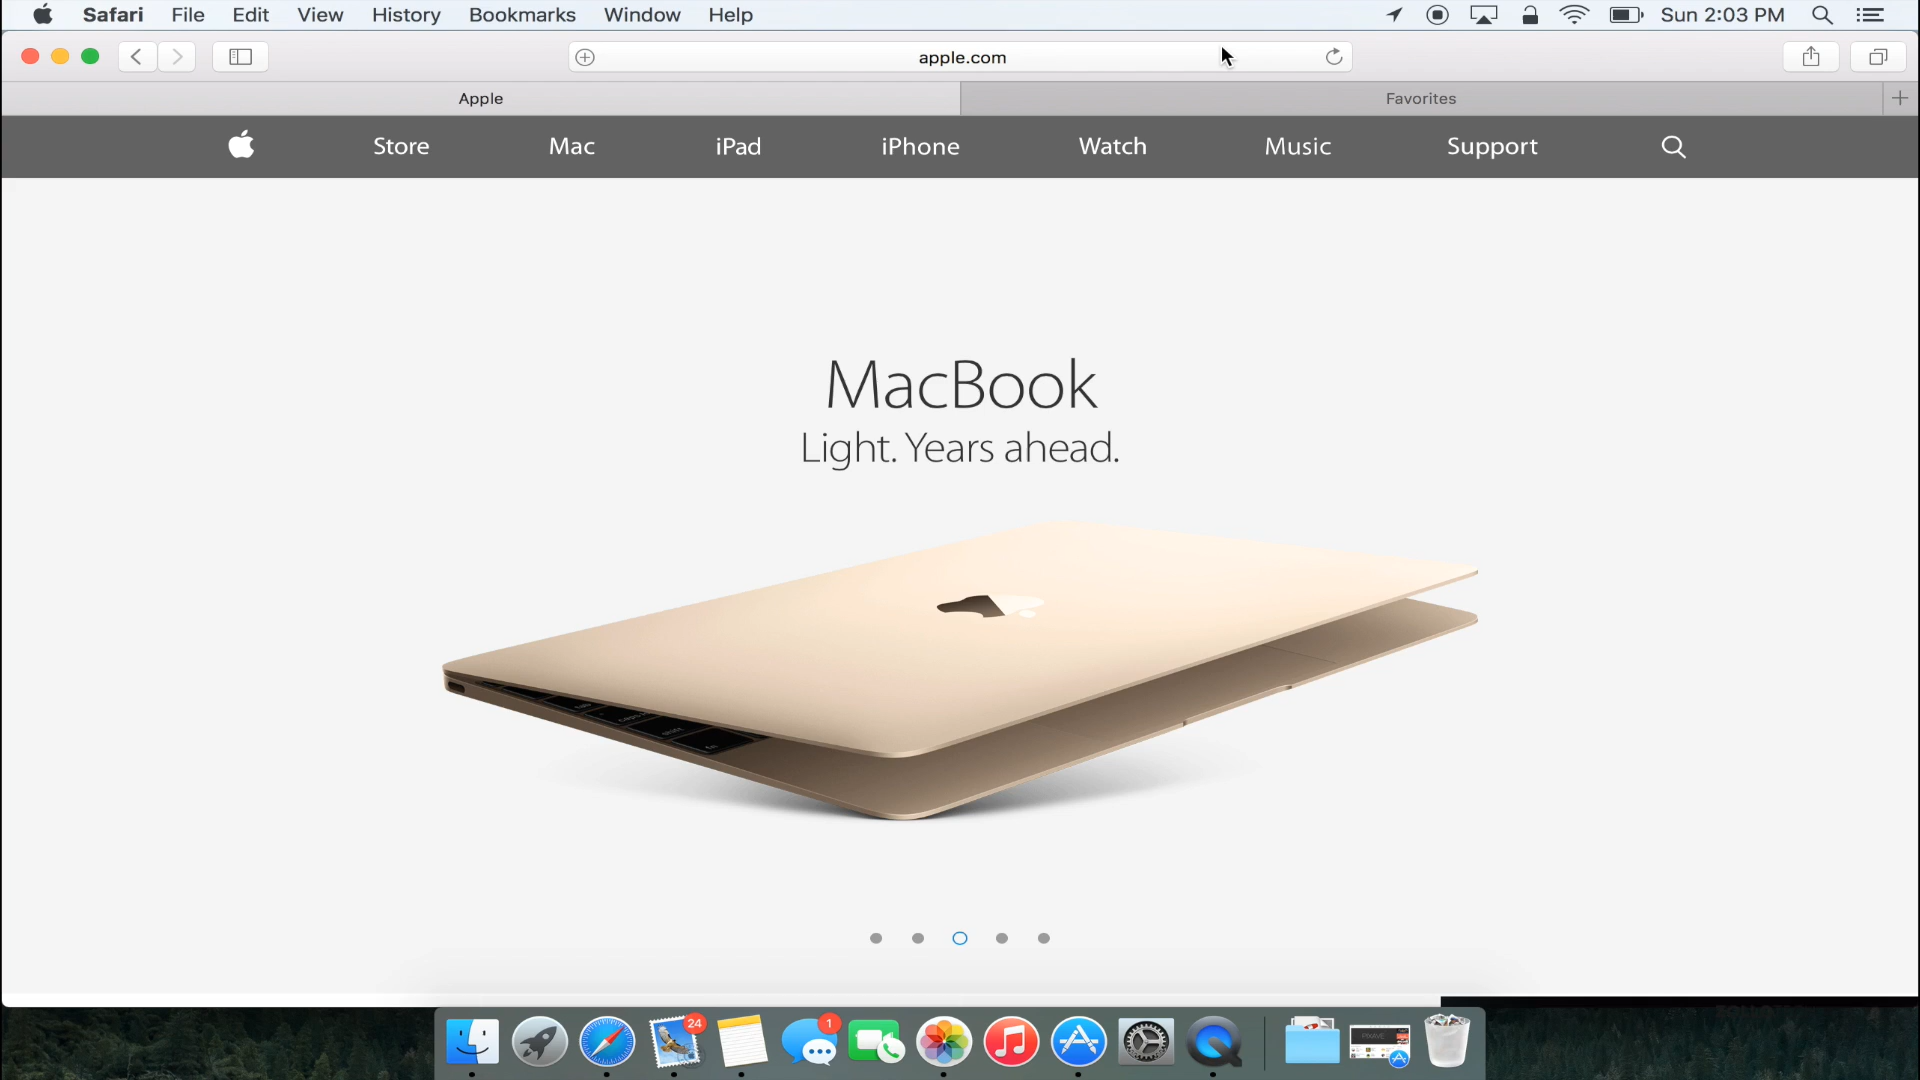 Safari File Edit View History Bookmarks Window Help Sun 2:03 PM
apple.com
Apple Favorites
Store Mac iPad iPhone Watch Music Support
MacBook
Light. Years ahead.
24 1